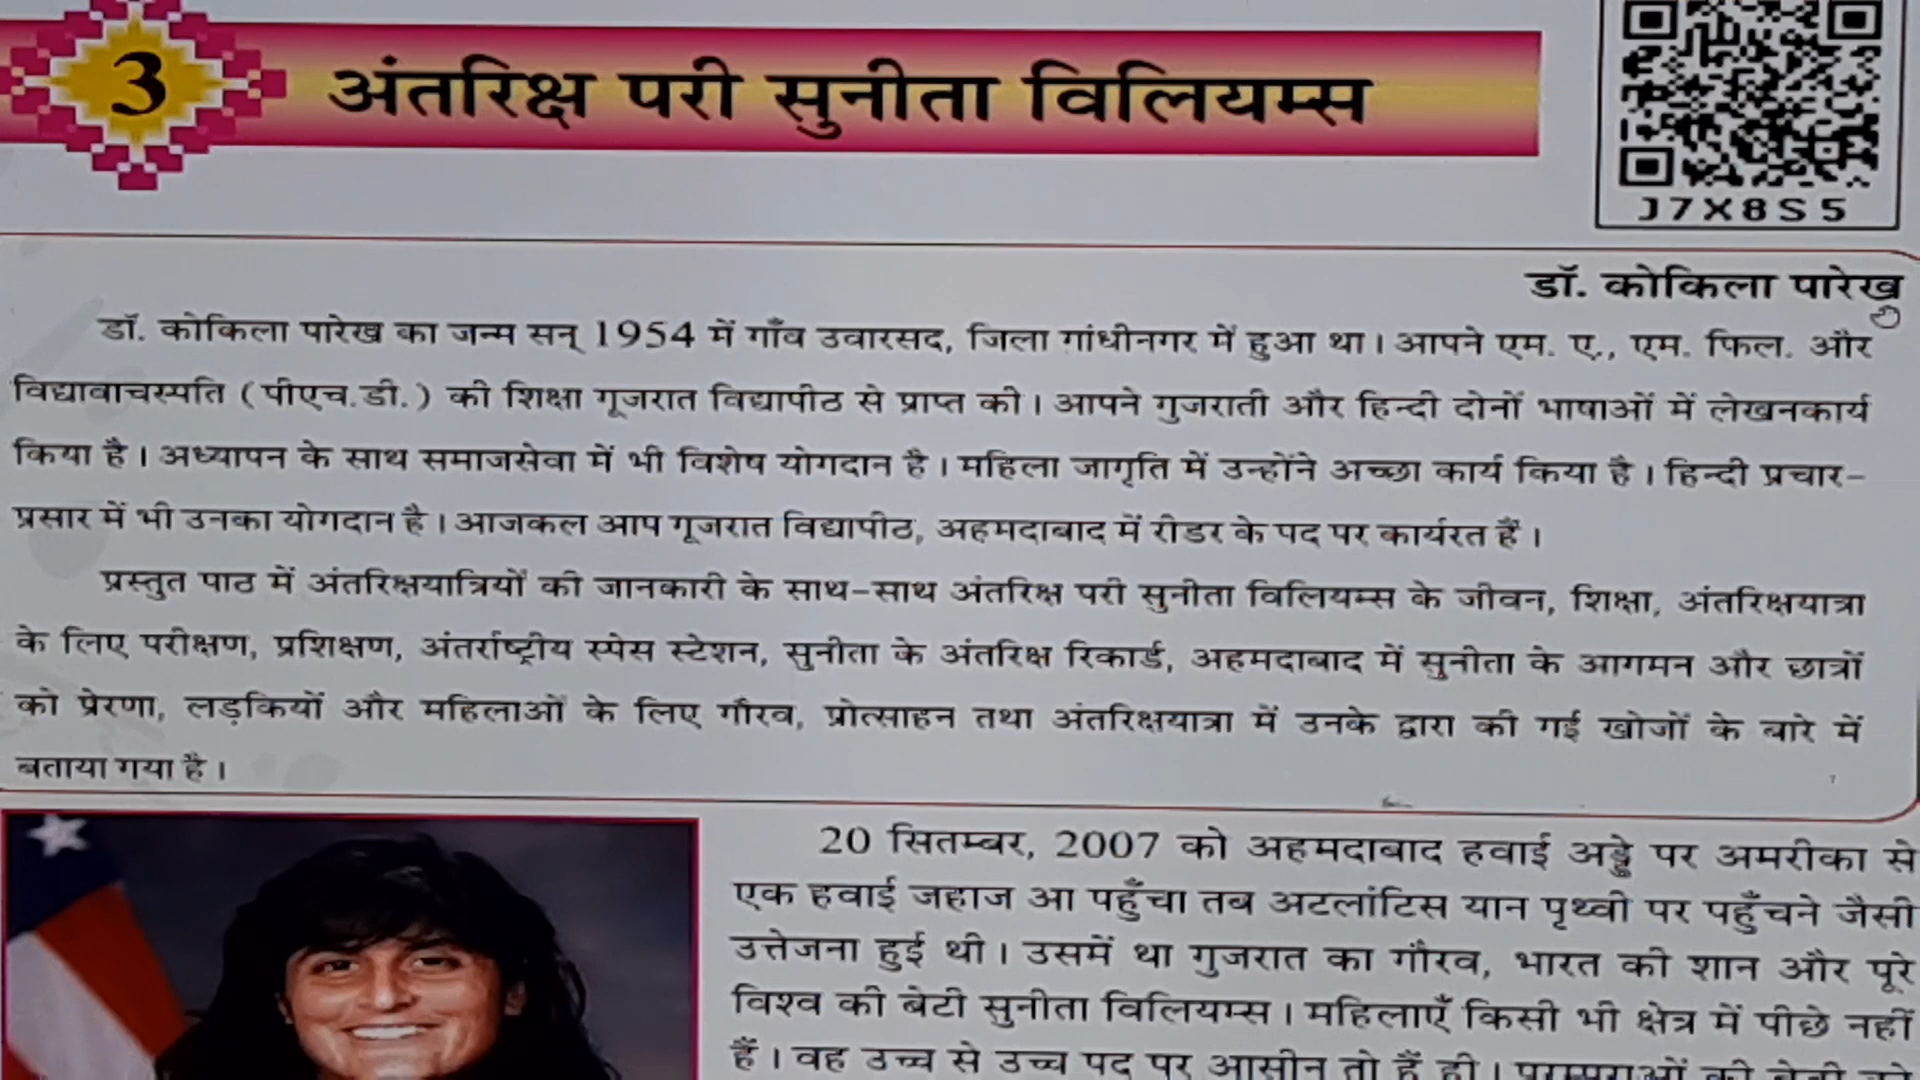 3
अंतरिक्ष परी सुनीता विलियम्स
J7X8S5
डॉ. कोकिला पारेख
डॉ. कोकिला पारेख का जन्म सन् 1954 में गाँव उवारसद, जिला गांधीनगर में हुआ था। आपने एम. ए., एम. फिल. और
विद्यावाचस्पति (पीएच.डी.) की शिक्षा गूजरात विद्यापीठ से प्राप्त की। आपने गुजराती और हिन्दी दोनों भाषाओं में लेखनकार्य
किया है। अध्यापन के साथ समाजसेवा में भी विशेष योगदान है। महिला जागृति में उन्होंने अच्छा कार्य किया है। हिन्दी प्रचार-
प्रसार में भी उनका योगदान है। आजकल आप गूजरात विद्यापीठ, अहमदाबाद में रीडर के पद पर कार्यरत हैं।
प्रस्तुत पाठ में अंतरिक्षयात्रियों की जानकारी के साथ-साथ अंतरिक्ष परी सुनीता विलियम्स के जीवन, शिक्षा, अंतरिक्षयात्रा
के लिए परीक्षण, प्रशिक्षण, अंतर्राष्ट्रीय स्पेस स्टेशन, सुनीता के अंतरिक्ष रिकार्ड, अहमदाबाद में सुनीता के आगमन और छात्रों
को प्रेरणा, लड़कियों और महिलाओं के लिए गौरव, प्रोत्साहन तथा अंतरिक्षयात्रा में उनके द्वारा की गई खोजों के बारे में
बताया गया है।
20 सितम्बर, 2007 को अहमदाबाद हवाई अड्डे पर अमरीका से
एक हवाई जहाज आ पहुँचा तब अटलांटिस यान पृथ्वी पर पहुँचने जैसी
उत्तेजना हुई थी। उसमें था गुजरात का गौरव, भारत की शान और पूरे
विश्व की बेटी सुनीता विलियम्स। महिलाएँ किसी भी क्षेत्र में पीछे नहीं
हैं। वह उच्च से उच्च पद पर आसीन तो हैं ही।